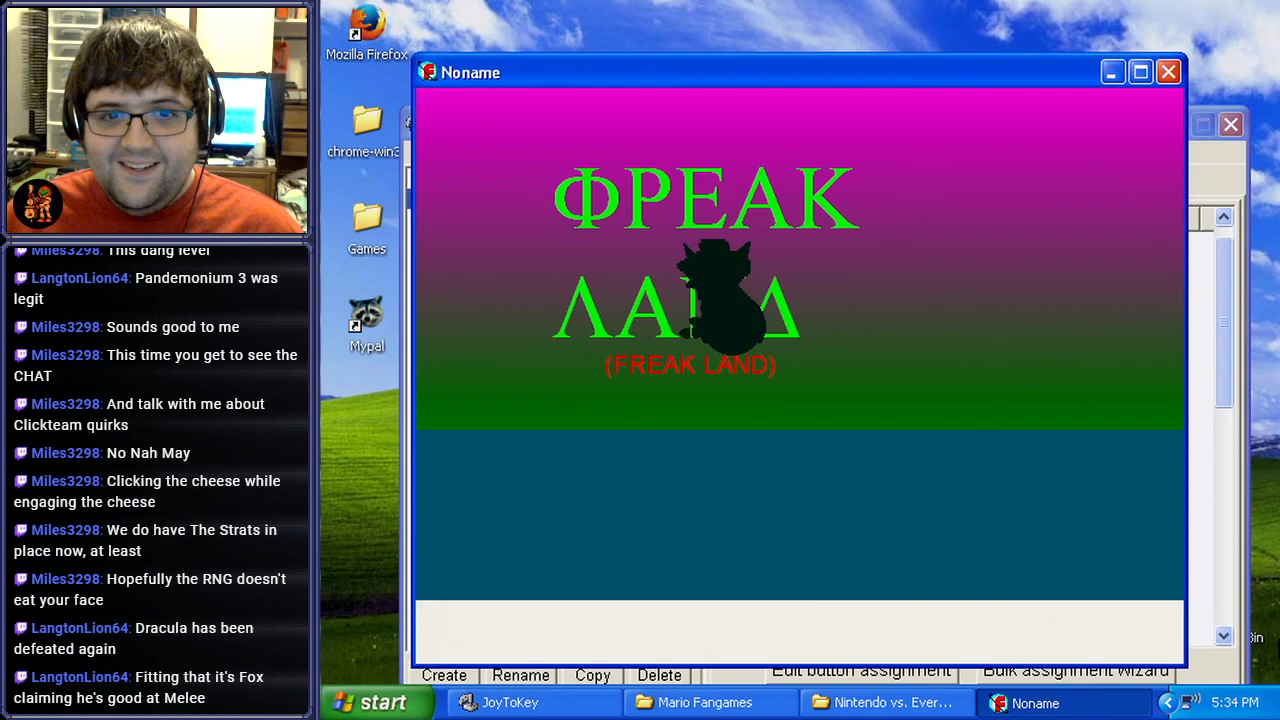 Miles3298: This dang level
LangtonLion64: Pandemonium 3 was
legit
Miles3298: Sounds good to me
Miles3298: This time you get to see the
CHAT
Miles3298: And talk with me about
Clickteam quirks
Miles3298: No Nah May
Miles3298: Clicking the cheese while
engaging the cheese
Miles3298: We do have The Strats in
place now, at least
Miles3298: Hopefully the RNG doesn't
eat your face
LangtonLion64: Dracula has been
defeated again
LangtonLion64: Fitting that it's Fox
claiming he's good at Melee
Mozilla Firefox
chrome-win3
Games
Mypal
Noname
ΦΡΕΑΚ
ΛΑ Δ
(FREAK LAND)
Create Rename Copy Delete Edit button assignment Bulk assignment wizard
Bin
start JoyToKey Mario Fangames Nintendo vs. Ever... Noname 5:34 PM